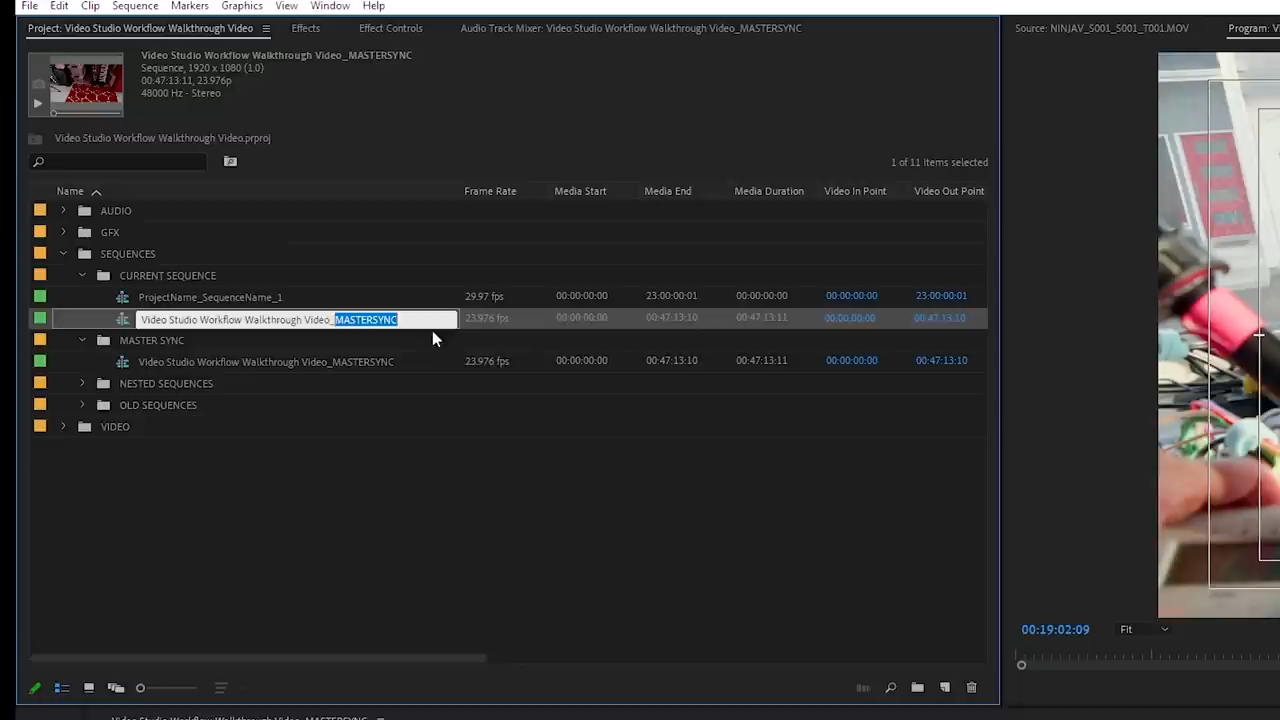 File Edit Clip Sequence Markers Graphics View Window Help
Project: Video Studio Workflow Walkthrough Video Effects Effect Controls Audio Track Mixer: Video Studio Workflow Walkthrough Video_MASTERSYNC Source: NINJAV_S001_S001_T001.MOV Program: V
Video Studio Workflow Walkthrough Video_MASTERSYNC
Sequence, 1920 x 1080 (1.0)
00:47:13:11, 23.976p
48000 Hz - Stereo
Video Studio Workflow Walkthrough Video.prproj
1 of 11 Items selected
Name Frame Rate Media Start Media End Media Duration Video In Point Video Out Point
AUDIO
GFX
SEQUENCES
CURRENT SEQUENCE
ProjectName_SequenceName_1 29.97 fps 00:00:00:00 23:00:00:01 00:00:00:00 00:00:00:00 23:00:00:01
Video Studio Workflow Walkthrough Video_MASTERSYNC 23.976 fps 00:00:00:00 00:47:13:10 00:47:13:11 00:00:00:00 00:47:13:10
MASTER SYNC
Video Studio Workflow Walkthrough Video_MASTERSYNC 23.976 fps 00:00:00:00 00:47:13:10 00:47:13:11 00:00:00:00 00:47:13:10
NESTED SEQUENCES
OLD SEQUENCES
VIDEO
00:19:02:09 Fit
Video Studio Workflow Walkthrough Video_MASTERSYNC